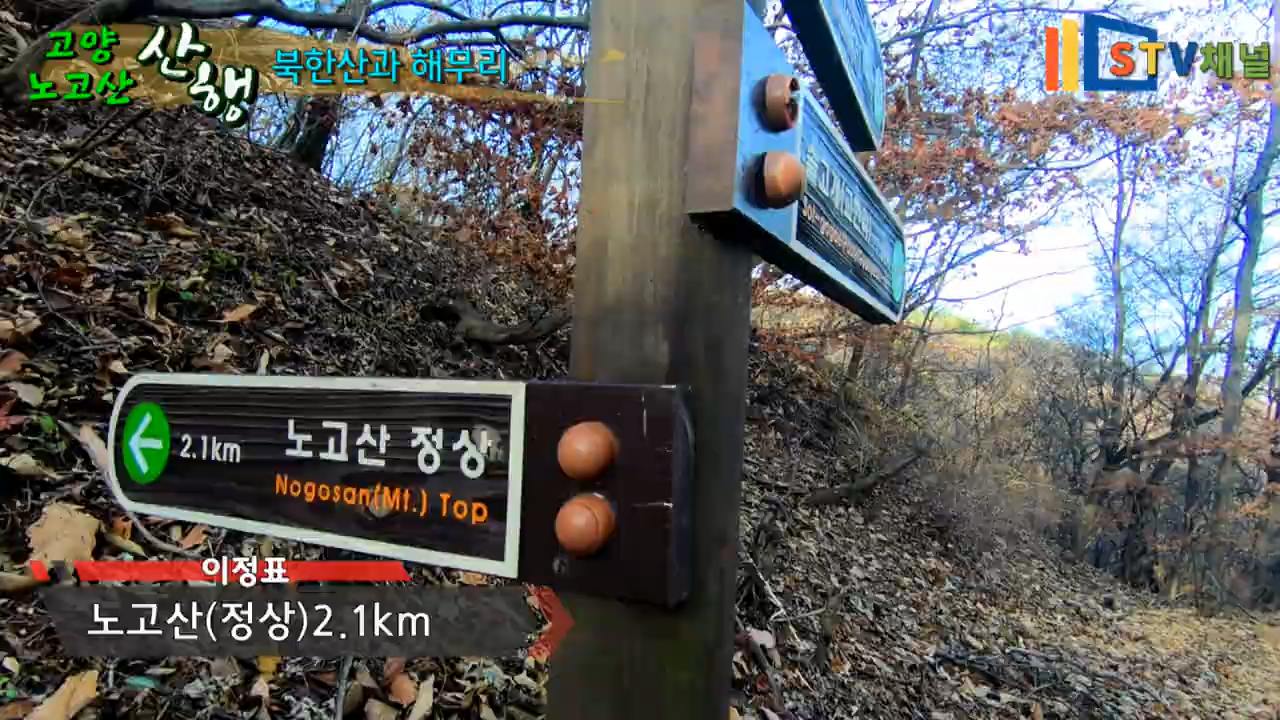 고양
노고산
산행
북한산과 해무리
STV채널
2.1km 노고산 정상
Nogosan(Mt.) Top
이정표
노고산(정상)2.1km